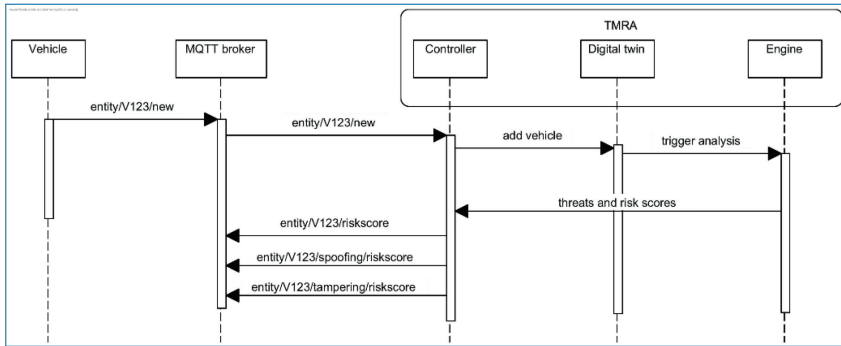 TMRA
Vehicle
MQTT broker
Controller
Digital twin
Engine
entity/V123/new
entity/V123/new
add vehicle
trigger analysis
threats and risk scores
entity/V123/riskscore
entity/V123/spoofing/riskscore
entity/V123/tampering/riskscore